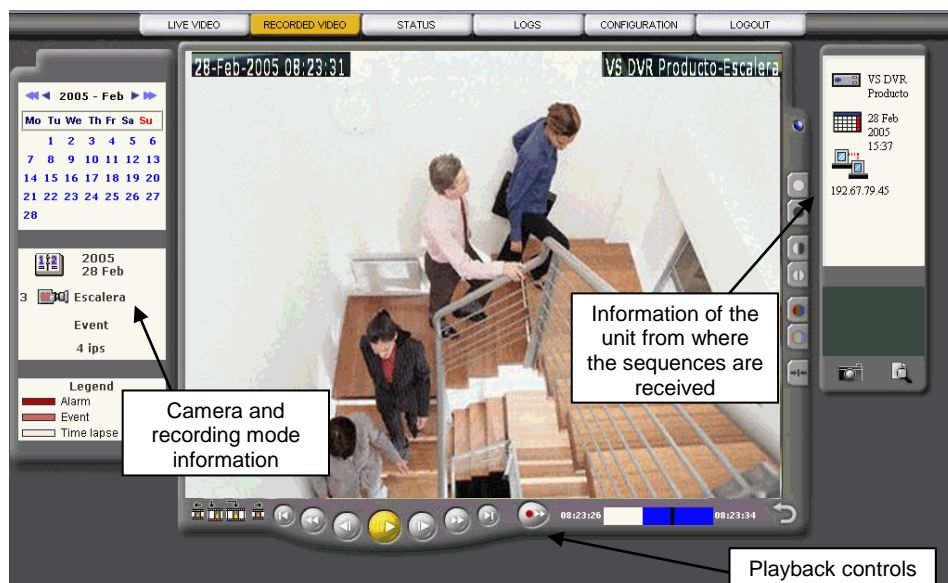 LIVE VIDEO RECORDED VIDEO STATUS LOGS CONFIGURATION LOGOUT
28-Feb-2005 08:23:31 VS DVR Producto-Escalera
2005 - Feb
Mo Tu We Th Fr Sa Su
1 2 3 4 5 6
7 8 9 10 11 12 13
14 15 16 17 18 19 20
21 22 23 24 25 26 27
28
2005
28 Feb
3 Escalera
Event
4 ips
Legend
Alarm
Event
Time lapse
Camera and
recording mode
information
VS DVR
Producto
28 Feb
2005
15:37
192.67.79.45
Information of the
unit from where
the sequences are
received
08:23:26 08:23:34
Playback controls